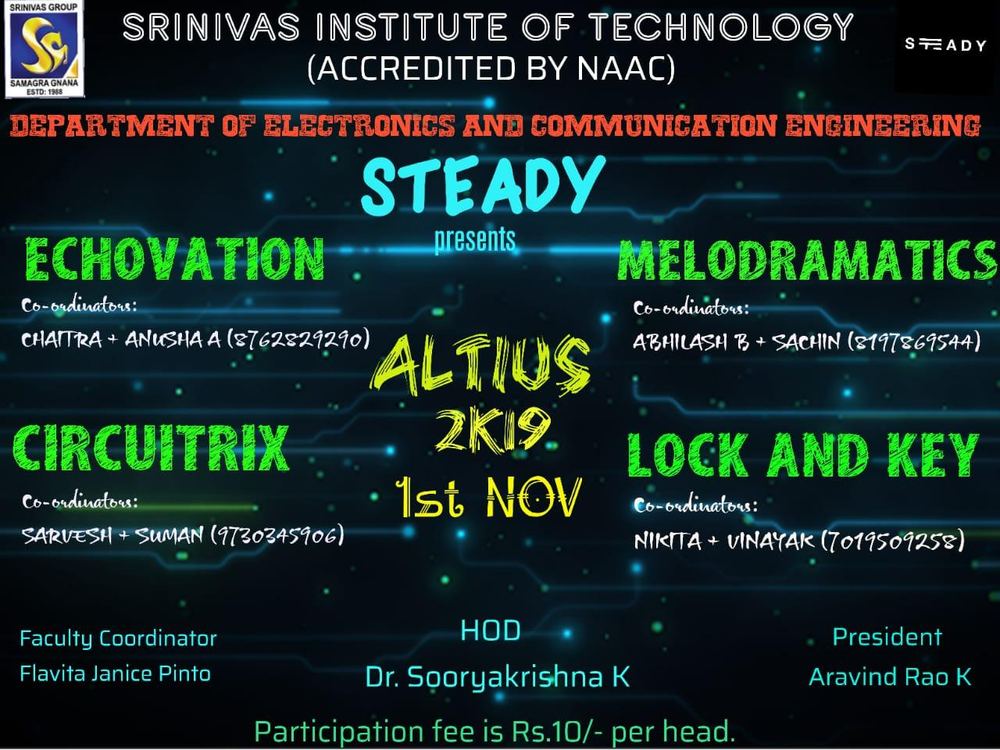 SRINIVAS GROUP
SAMAGRA GNANA
ESTD: 1988
SRINIVAS INSTITUTE OF TECHNOLOGY
(ACCREDITED BY NAAC)
STEADY
DEPARTMENT OF ELECTRONICS AND COMMUNICATION ENGINEERING
STEADY
presents
ECHOVATION
Co-ordinators:
CHAITRA + ANUSHA A (8762829290)
MELODRAMATICS
Co-ordinators:
ABHILASH B + SACHIN (8197869544)
ALTIUS
2K19
1st NOV
CIRCUITRIX
Co-ordinators:
SARVESH + SUMAN (9730345906)
LOCK AND KEY
Co-ordinators:
NIKITA + VINAYAK (7019509258)
Faculty Coordinator
Flavita Janice Pinto
HOD
Dr. Sooryakrishna K
President
Aravind Rao K
Participation fee is Rs.10/- per head.